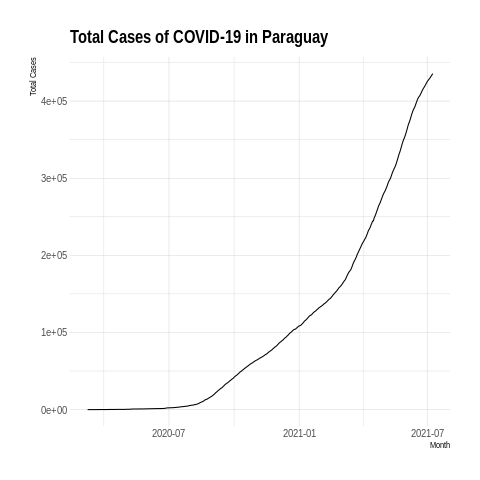 Total Cases of COVID-19 in Paraguay
Total Cases
4e+05
3e+05
2e+05
1e+05
0e+00
2020-07
2021-01
2021-07
Month